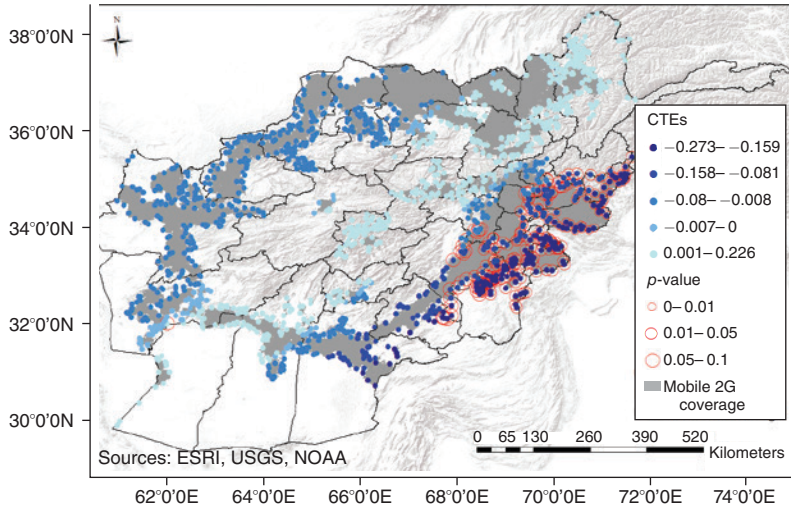 N
38°0'0"N
36°0'0"N
34°0'0"N
32°0'0"N
30°0'0"N
CTEs
−0.273– −0.159
−0.158– −0.081
−0.08– −0.008
−0.007–0
0.001–0.226
p-value
0–0.01
0.01–0.05
0.05–0.1
Mobile 2G
coverage
0 65 130 260 390 520
Kilometers
Sources: ESRI, USGS, NOAA
62°0'0"E 64°0'0"E 66°0'0"E 68°0'0"E 70°0'0"E 72°0'0"E 74°0'0"E